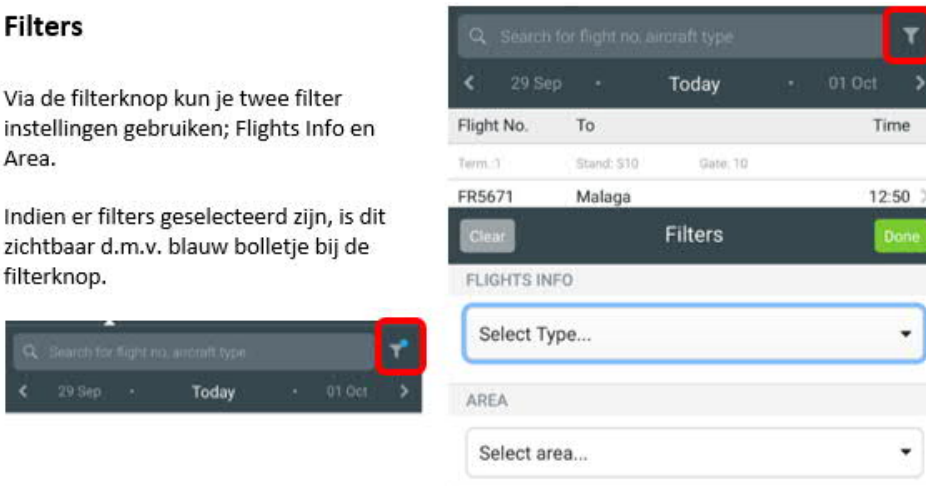 Filters
Via de filterknop kun je twee filter
instellingen gebruiken; Flights Info en
Area.
Indien er filters geselecteerd zijn, is dit
zichtbaar d.m.v. blauw bolletje bij de
filterknop.
Search for flight no, aircraft type
29 Sep
Today
01 Oct
Search for flight no, aircraft type
29 Sep
Today
01 Oct
Flight No. To Time
Term.:1 Stand: S10 Gate: 10
FR5671 Malaga 12:50
Clear Filters Done
FLIGHTS INFO
Select Type...
AREA
Select area...